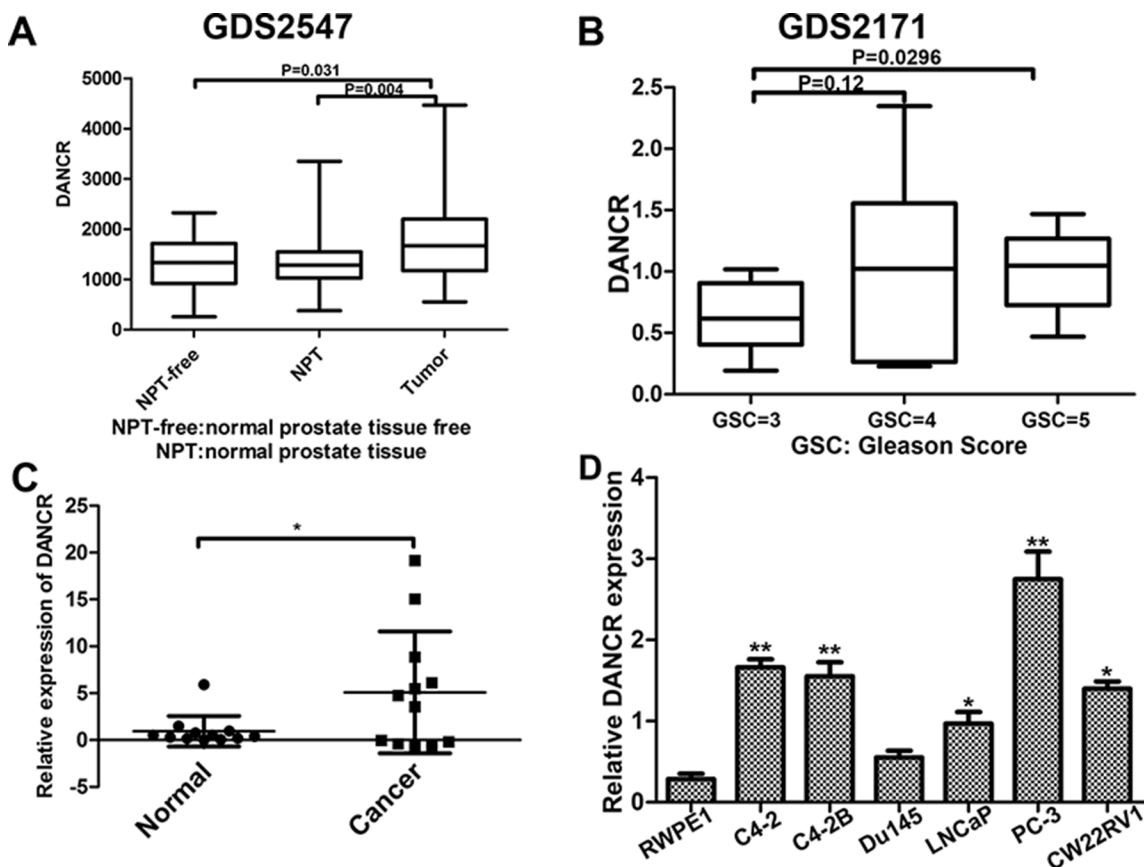 A
GDS2547
P=0.031
P=0.004
5000
4000
3000
2000
1000
0
DANCR
NPT-free
NPT
Tumor
NPT-free:normal prostate tissue free
NPT:normal prostate tissue
B
GDS2171
P=0.0296
P=0.12
2.5
2.0
1.5
1.0
0.5
0.0
DANCR
GSC=3
GSC=4
GSC=5
GSC: Gleason Score
C
25
20
15
10
5
0
-5
Relative expression of DANCR
*
Normal
Cancer
D
4
3
2
1
0
Relative DANCR expression
**
**
*
**
*
RWPE1
C4-2
C4-2B
Du145
LNCaP
PC-3
CW22RV1